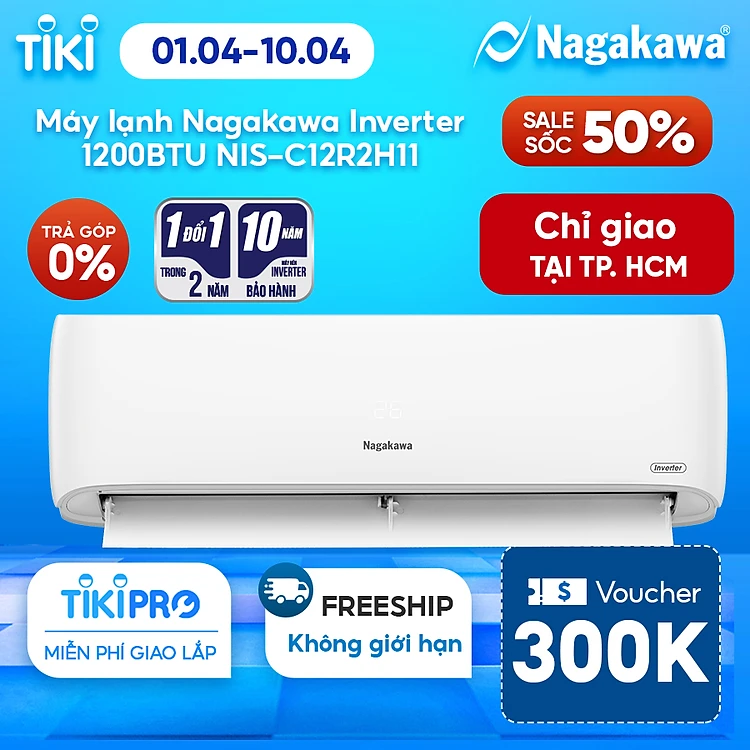 TIKI
01.04-10.04
Nagakawa®
Máy lạnh Nagakawa Inverter
1200BTU NIS-C12R2H11
SALE
SỐC
50%
TRẢ GÓP
0%
1 ĐỔI 1
TRONG 2 NĂM
10 NĂM
MÁY NÉN
INVERTER
BẢO HÀNH
Chỉ giao
TẠI TP. HCM
26
Nagakawa
Inverter
TIKIPRO
MIỄN PHÍ GIAO LẮP
FREESHIP
Không giới hạn
$ Voucher
300K